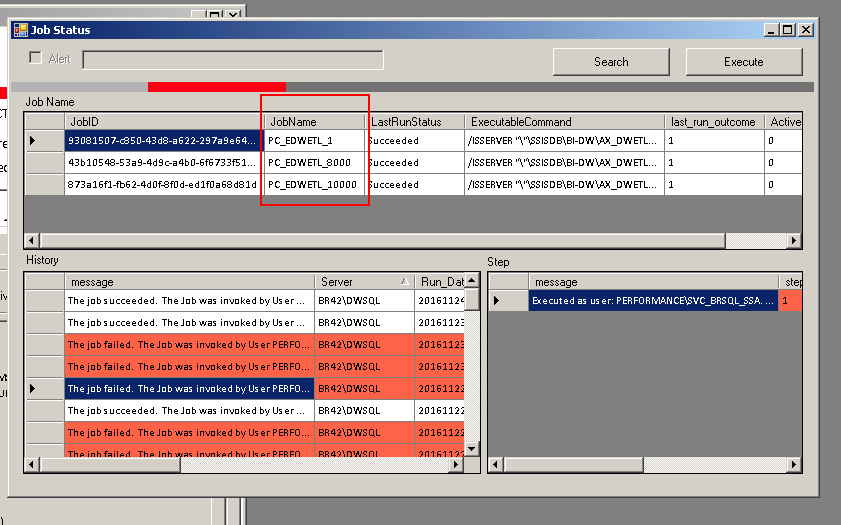 Job Status
Alert
Search
Execute
Job Name
JobID JobName LastRunStatus ExecutableCommand last_run_outcome Active
93081507-c850-43d8-a622-297a9e64... PC_EDWETL_1 Succeeded /ISSERVER "\"\SSISDB\BI-DW\AX_DWETL... 1 0
43b10548-53a9-4d9c-a4b0-6f6733f51... PC_EDWETL_8000 Succeeded /ISSERVER "\"\SSISDB\BI-DW\AX_DWETL... 1 0
873a16f1-fb62-4d0f-8f0d-ed1f0a68d81d PC_EDWETL_10000 Succeeded /ISSERVER "\"\SSISDB\BI-DW\AX_DWETL... 1 0
History
message Server Run_Dat
The job succeeded. The Job was invoked by User ... BR42\DWSQL 20161124
The job succeeded. The Job was invoked by User ... BR42\DWSQL 20161123
The job failed. The Job was invoked by User PERFO... BR42\DWSQL 20161123
The job failed. The Job was invoked by User PERFO... BR42\DWSQL 20161123
The job failed. The Job was invoked by User PERFO... BR42\DWSQL 20161122
The job succeeded. The Job was invoked by User ... BR42\DWSQL 20161122
The job failed. The Job was invoked by User PERFO... BR42\DWSQL 20161122
The job failed. The Job was invoked by User PERFO... BR42\DWSQL 20161122
Step
message step
Executed as user: PERFORMANCE\SVC_BRSQL_SSA. ... 1